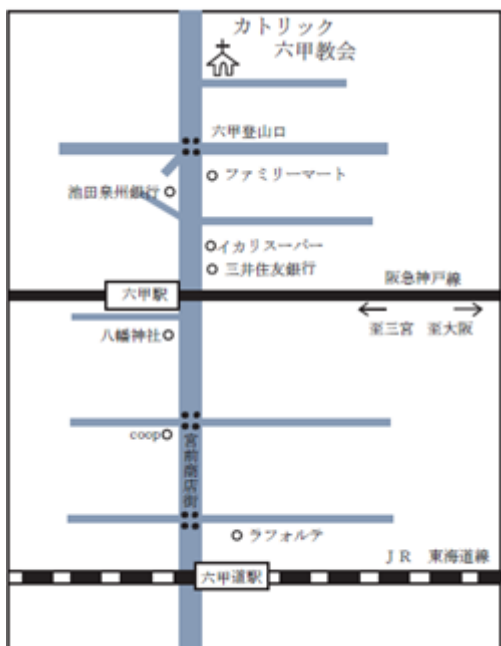 カトリック
六甲教会
六甲登山口
ファミリーマート
池田泉州銀行
イカリスーパー
三井住友銀行
阪急神戸線
六甲駅
至三宮 至大阪
八幡神社
coop
宮前商店街
ラフォルテ
JR 東海道線
六甲道駅